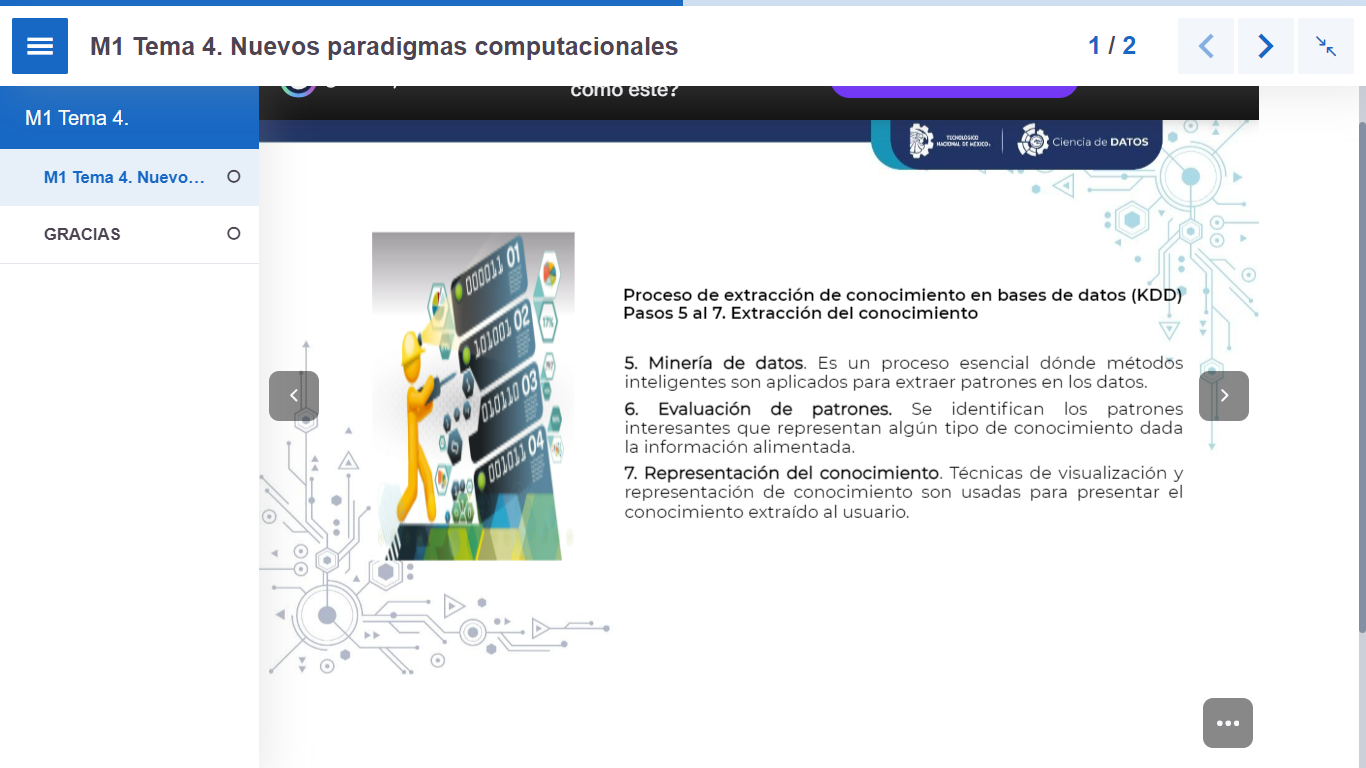 M1 Tema 4. Nuevos paradigmas computacionales
1 / 2
M1 Tema 4.
M1 Tema 4. Nuevo...
GRACIAS
como este?
TECNOLÓGICO
NACIONAL DE MÉXICO
Ciencia de DATOS
000011 01
101001 02
010110 03
001011 04
17%
Proceso de extracción de conocimiento en bases de datos (KDD)
Pasos 5 al 7. Extracción del conocimiento
5. Minería de datos. Es un proceso esencial dónde métodos
inteligentes son aplicados para extraer patrones en los datos.
6. Evaluación de patrones. Se identifican los patrones
interesantes que representan algún tipo de conocimiento dada
la información alimentada.
7. Representación del conocimiento. Técnicas de visualización y
representación de conocimiento son usadas para presentar el
conocimiento extraído al usuario.